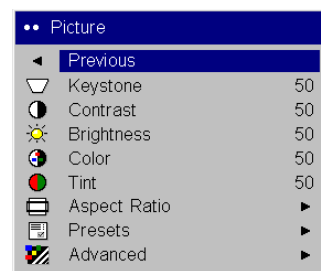 Picture
Previous
Keystone 50
Contrast 50
Brightness 50
Color 50
Tint 50
Aspect Ratio
Presets
Advanced